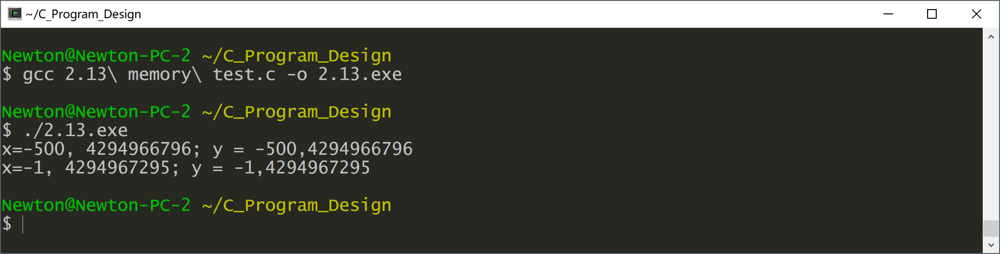 ~/C_Program_Design
Newton@Newton-PC-2 ~/C_Program_Design
$ gcc 2.13\ memory\ test.c -o 2.13.exe
Newton@Newton-PC-2 ~/C_Program_Design
$ ./2.13.exe
x=-500, 4294966796; y = -500,4294966796
x=-1, 4294967295; y = -1,4294967295
Newton@Newton-PC-2 ~/C_Program_Design
$